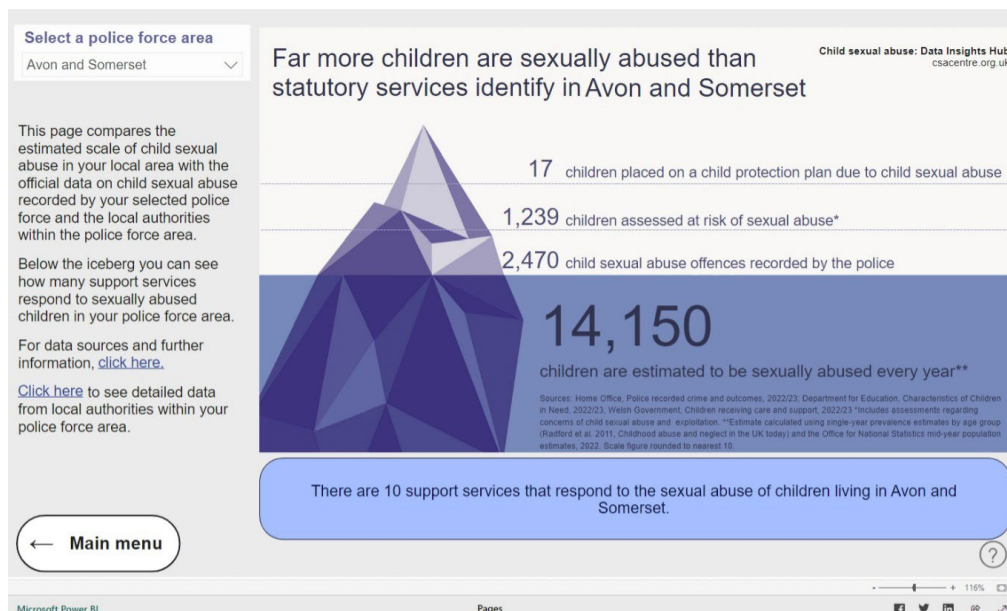 Select a police force area
Avon and Somerset
This page compares the
estimated scale of child sexual
abuse in your local area with the
official data on child sexual abuse
recorded by your selected police
force and the local authorities
within the police force area.
Below the iceberg you can see
how many support services
respond to sexually abused
children in your police force area.
For data sources and further
information, click here.
Click here to see detailed data
from local authorities within your
police force area.
← Main menu
Far more children are sexually abused than
statutory services identify in Avon and Somerset
Child sexual abuse: Data Insights Hub
csacentre.org.uk
17 children placed on a child protection plan due to child sexual abuse
1,239 children assessed at risk of sexual abuse*
2,470 child sexual abuse offences recorded by the police
14,150
children are estimated to be sexually abused every year**
Sources: Home Office, Police recorded crime and outcomes, 2022/23; Department for Education, Characteristics of Children
in Need, 2022/23, Welsh Government, Children receiving care and support, 2022/23 *Includes assessments regarding
concerns of child sexual abuse and exploitation. **Estimate calculated using single-year prevalence estimates by age group
(Radford et al. 2011, Childhood abuse and neglect in the UK today) and the Office for National Statistics mid-year population
estimates, 2022. Scale figure rounded to nearest 10.
There are 10 support services that respond to the sexual abuse of children living in Avon and
Somerset.
?
- + 116%
Microsoft Power BI
Pages